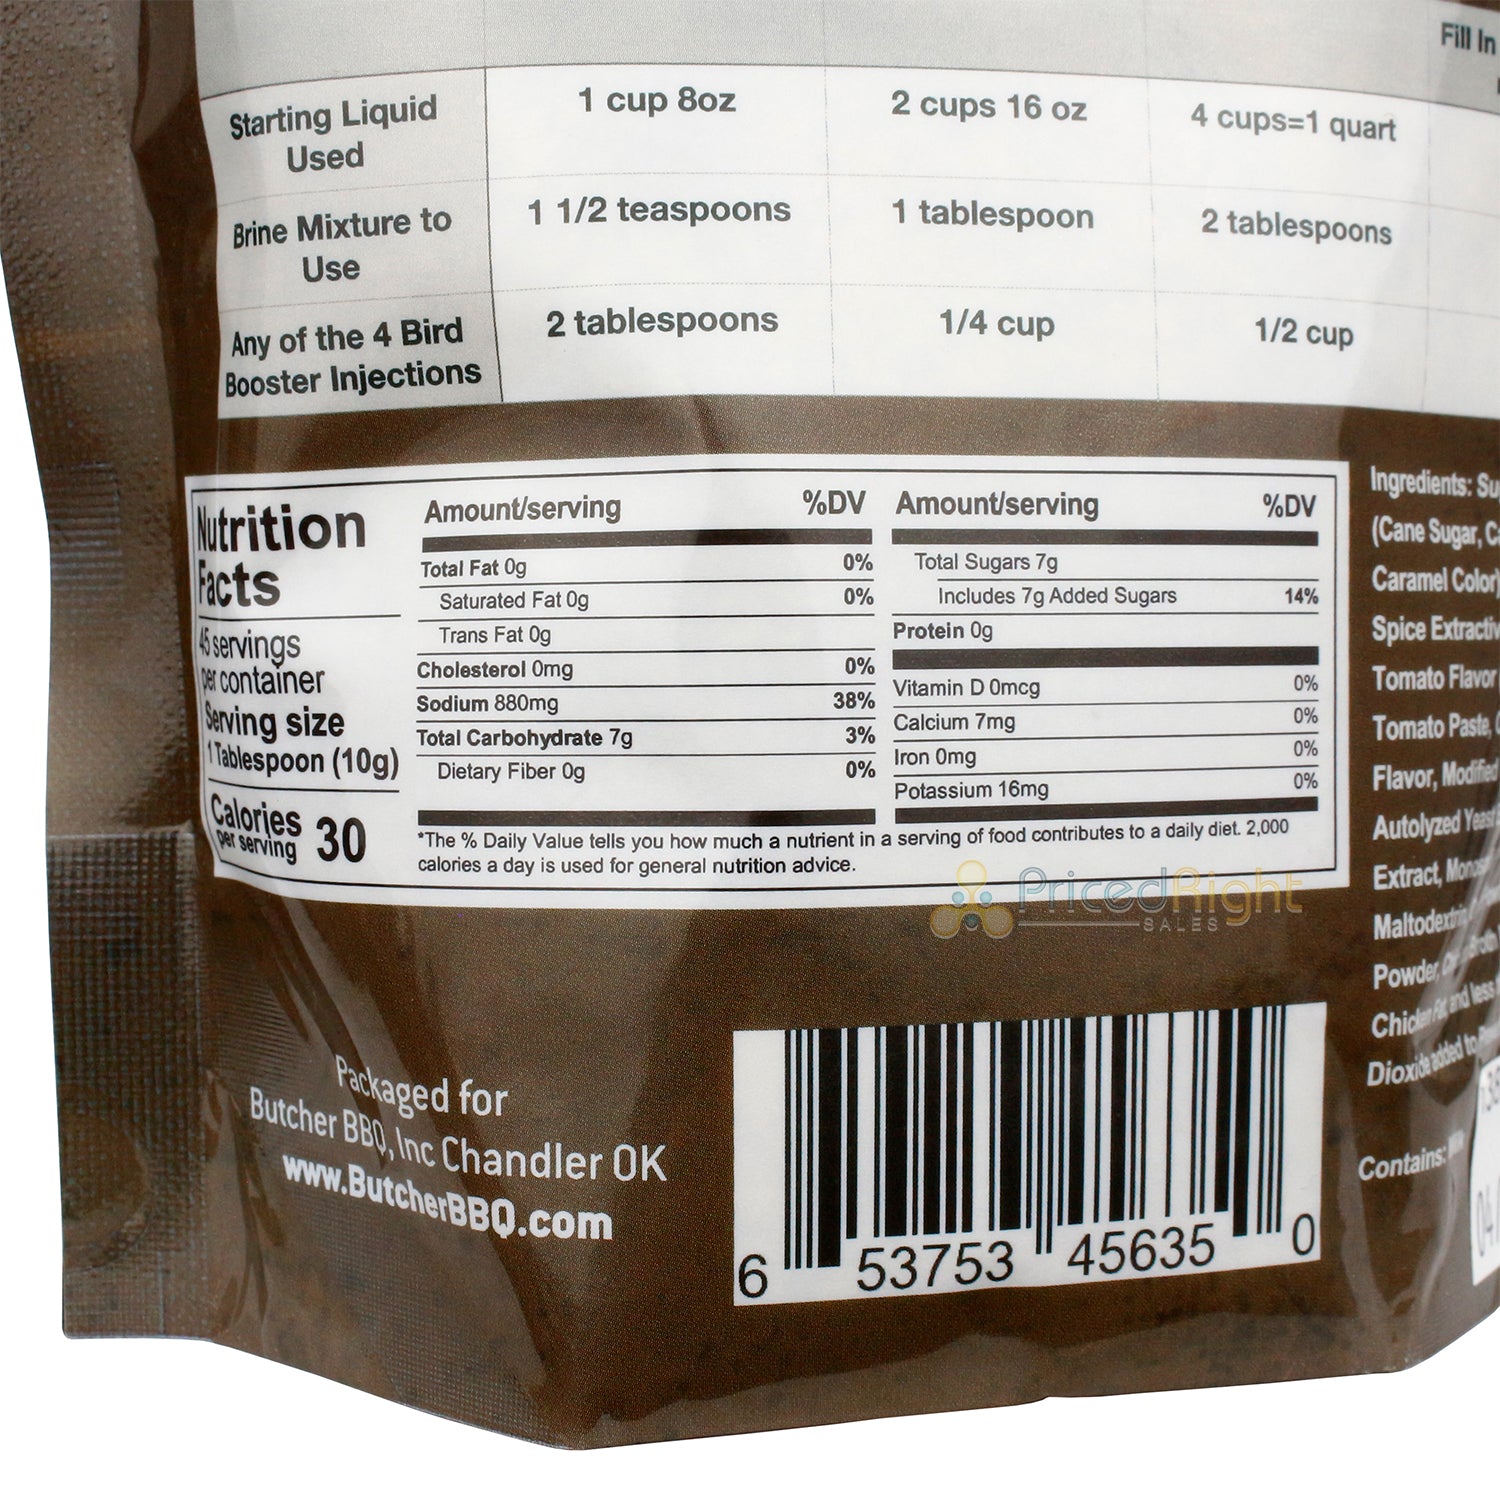 Fill In
Starting Liquid
Used
1 cup 8oz
2 cups 16 oz
4 cups=1 quart
Brine Mixture to
Use
1 1/2 teaspoons
1 tablespoon
2 tablespoons
Any of the 4 Bird
Booster Injections
2 tablespoons
1/4 cup
1/2 cup
Nutrition
Facts
45 servings
per container
Serving size
1 Tablespoon (10g)
Calories
per serving
30
Amount/serving %DV
Total Fat 0g 0%
Saturated Fat 0g 0%
Trans Fat 0g
Cholesterol 0mg 0%
Sodium 880mg 38%
Total Carbohydrate 7g 3%
Dietary Fiber 0g 0%
Amount/serving %DV
Total Sugars 7g
Includes 7g Added Sugars 14%
Protein 0g
Vitamin D 0mcg 0%
Calcium 7mg 0%
Iron 0mg 0%
Potassium 16mg 0%
*The % Daily Value tells you how much a nutrient in a serving of food contributes to a daily diet. 2,000
calories a day is used for general nutrition advice.
PricedRight
SALES
Ingredients:
(Cane Sugar,
Caramel Color)
Spice
Tomato Flavor
Tomato Paste,
Flavor, Modified
Autolyzed Yeast
Extract,
Powder,
Chicken Fat, and less
Dioxide added to
Contains:
Packaged for
Butcher BBQ, Inc Chandler OK
www.ButcherBBQ.com
6 53753 45635 0